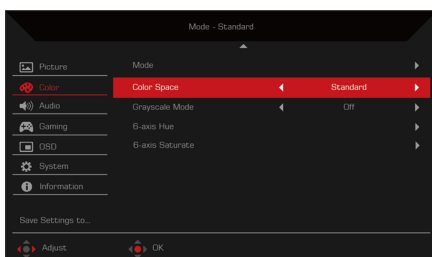 Mode - Standard
Picture
Mode
Color
Color Space
Standard
Audio
Grayscale Mode
Off
Gaming
6-axis Hue
OSD
6-axis Saturate
System
Information
Save Settings to...
Adjust
OK